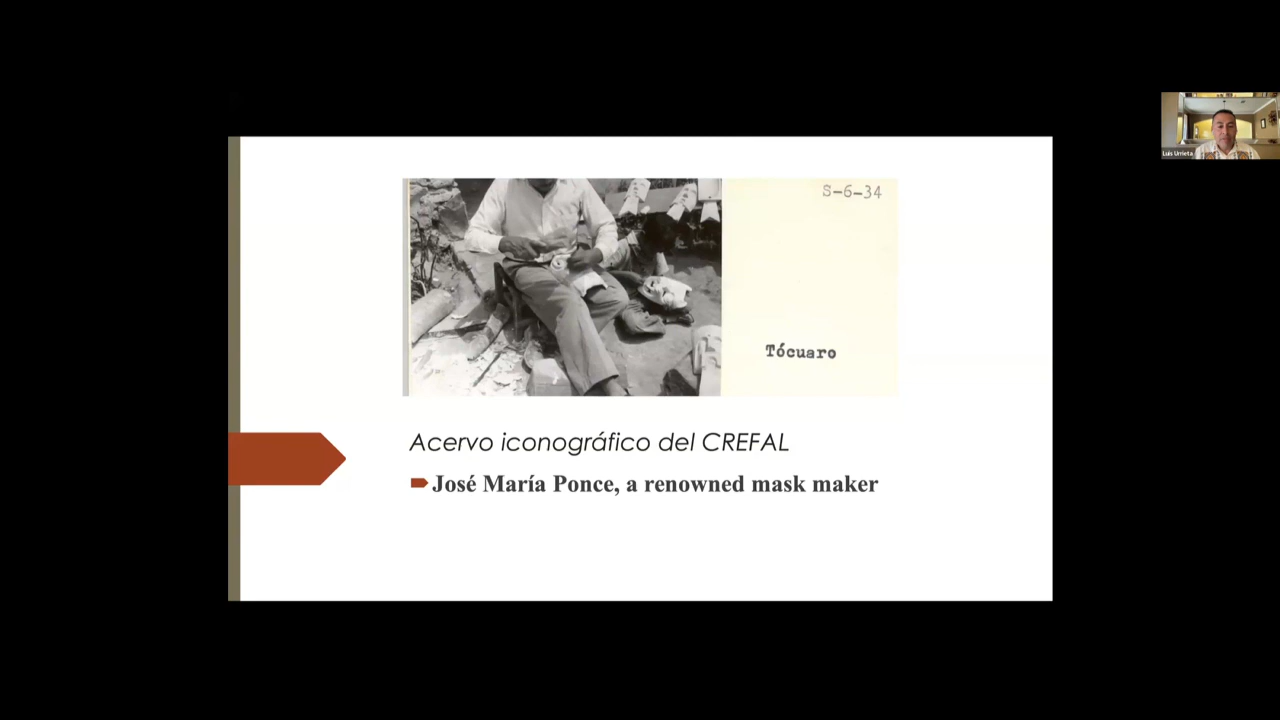 S-6-34
Tócuaro
Acervo iconográfico del CREFAL
José María Ponce, a renowned mask maker
Luis Urrieta